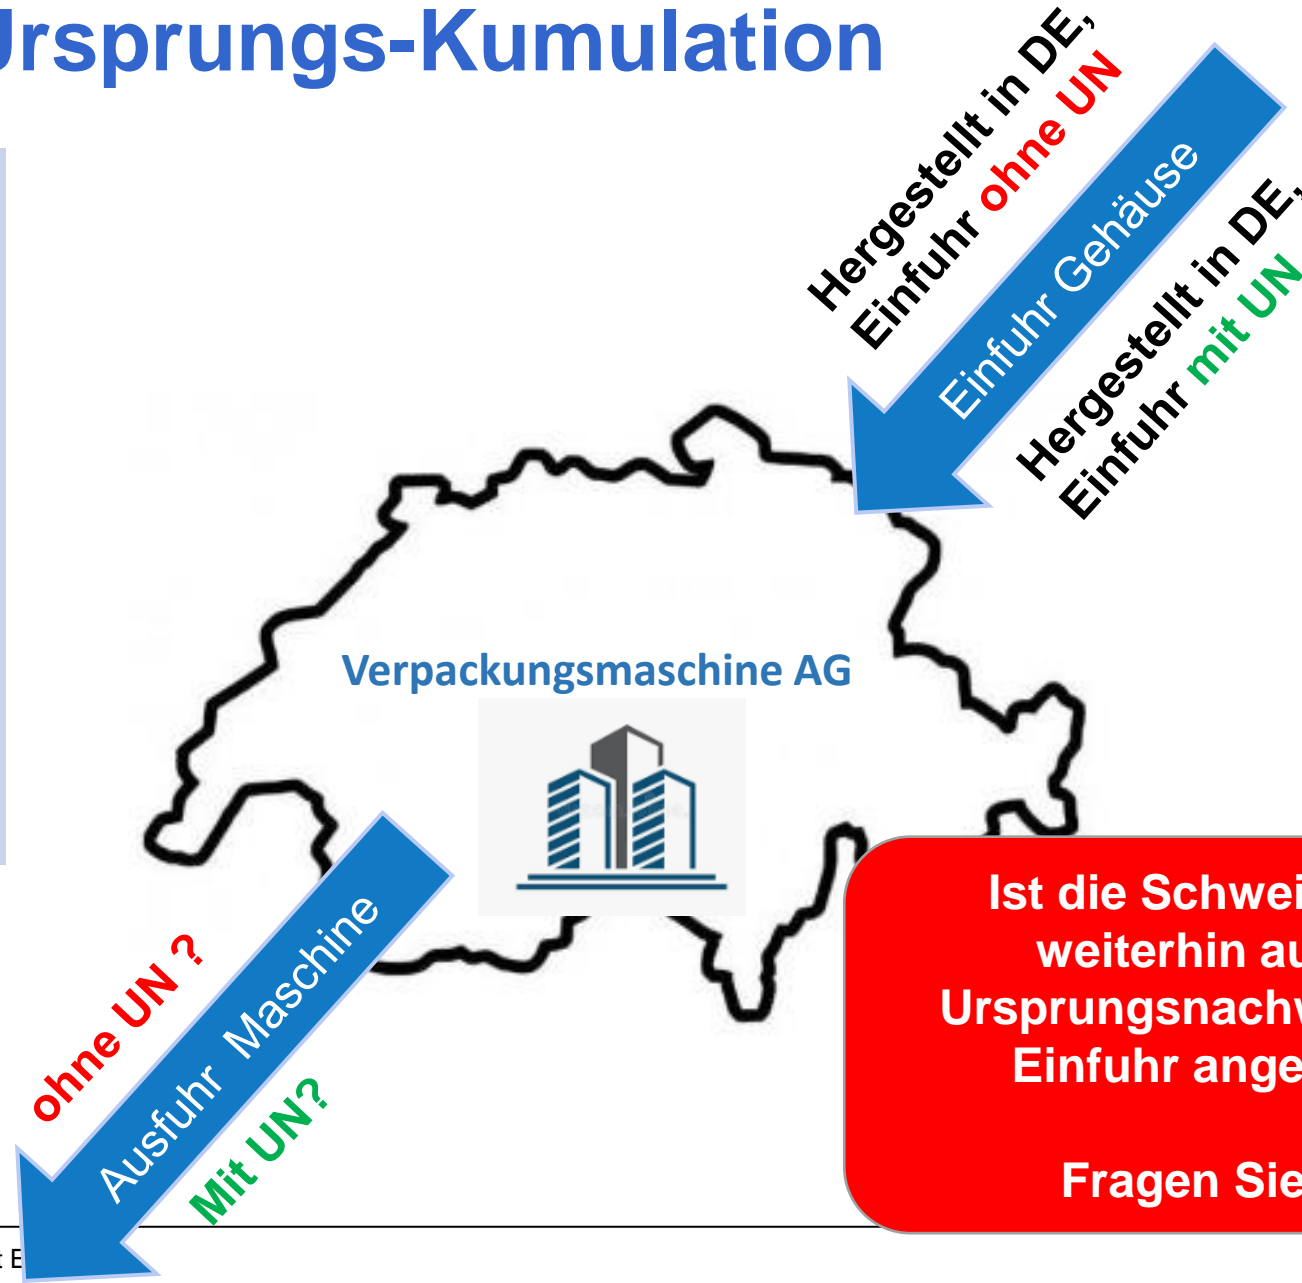 Ursprungs-Kumulation
Hergestellt in DE,
Einfuhr ohne UN
Einfuhr Gehäuse
Hergestellt in DE,
Einfuhr mit UN
Verpackungsmaschine AG
ohne UN ?
Ausfuhr Maschine
Mit UN?
Ist die Schwei
weiterhin au
Ursprungsnachw
Einfuhr ange
Fragen Sie
t E